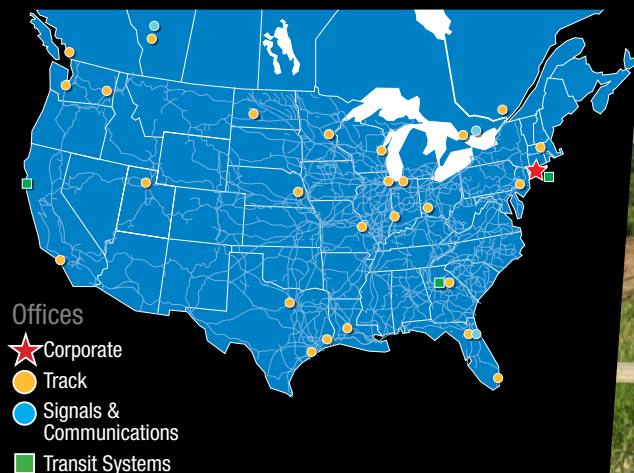 Offices
Corporate
Track
Signals &
Communications
Transit Systems